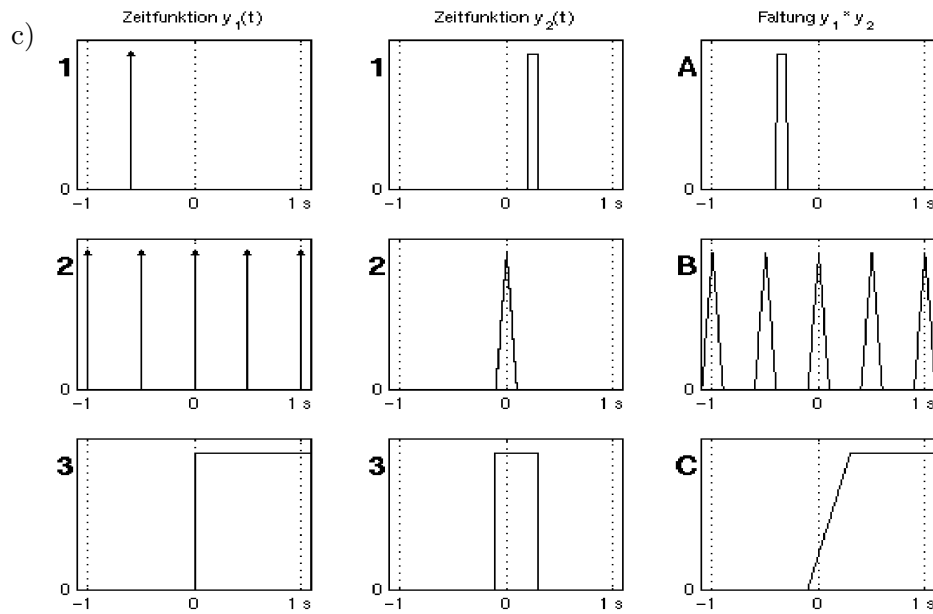 c)
Zeitfunktion y1(t) Zeitfunktion y2(t) Faltung y1 * y2
1 1 A
0 0 0
-1 0 1 s -1 0 1 s -1 0 1 s
2 2 B
0 0 0
-1 0 1 s -1 0 1 s -1 0 1 s
3 3 C
0 0 0
-1 0 1 s -1 0 1 s -1 0 1 s